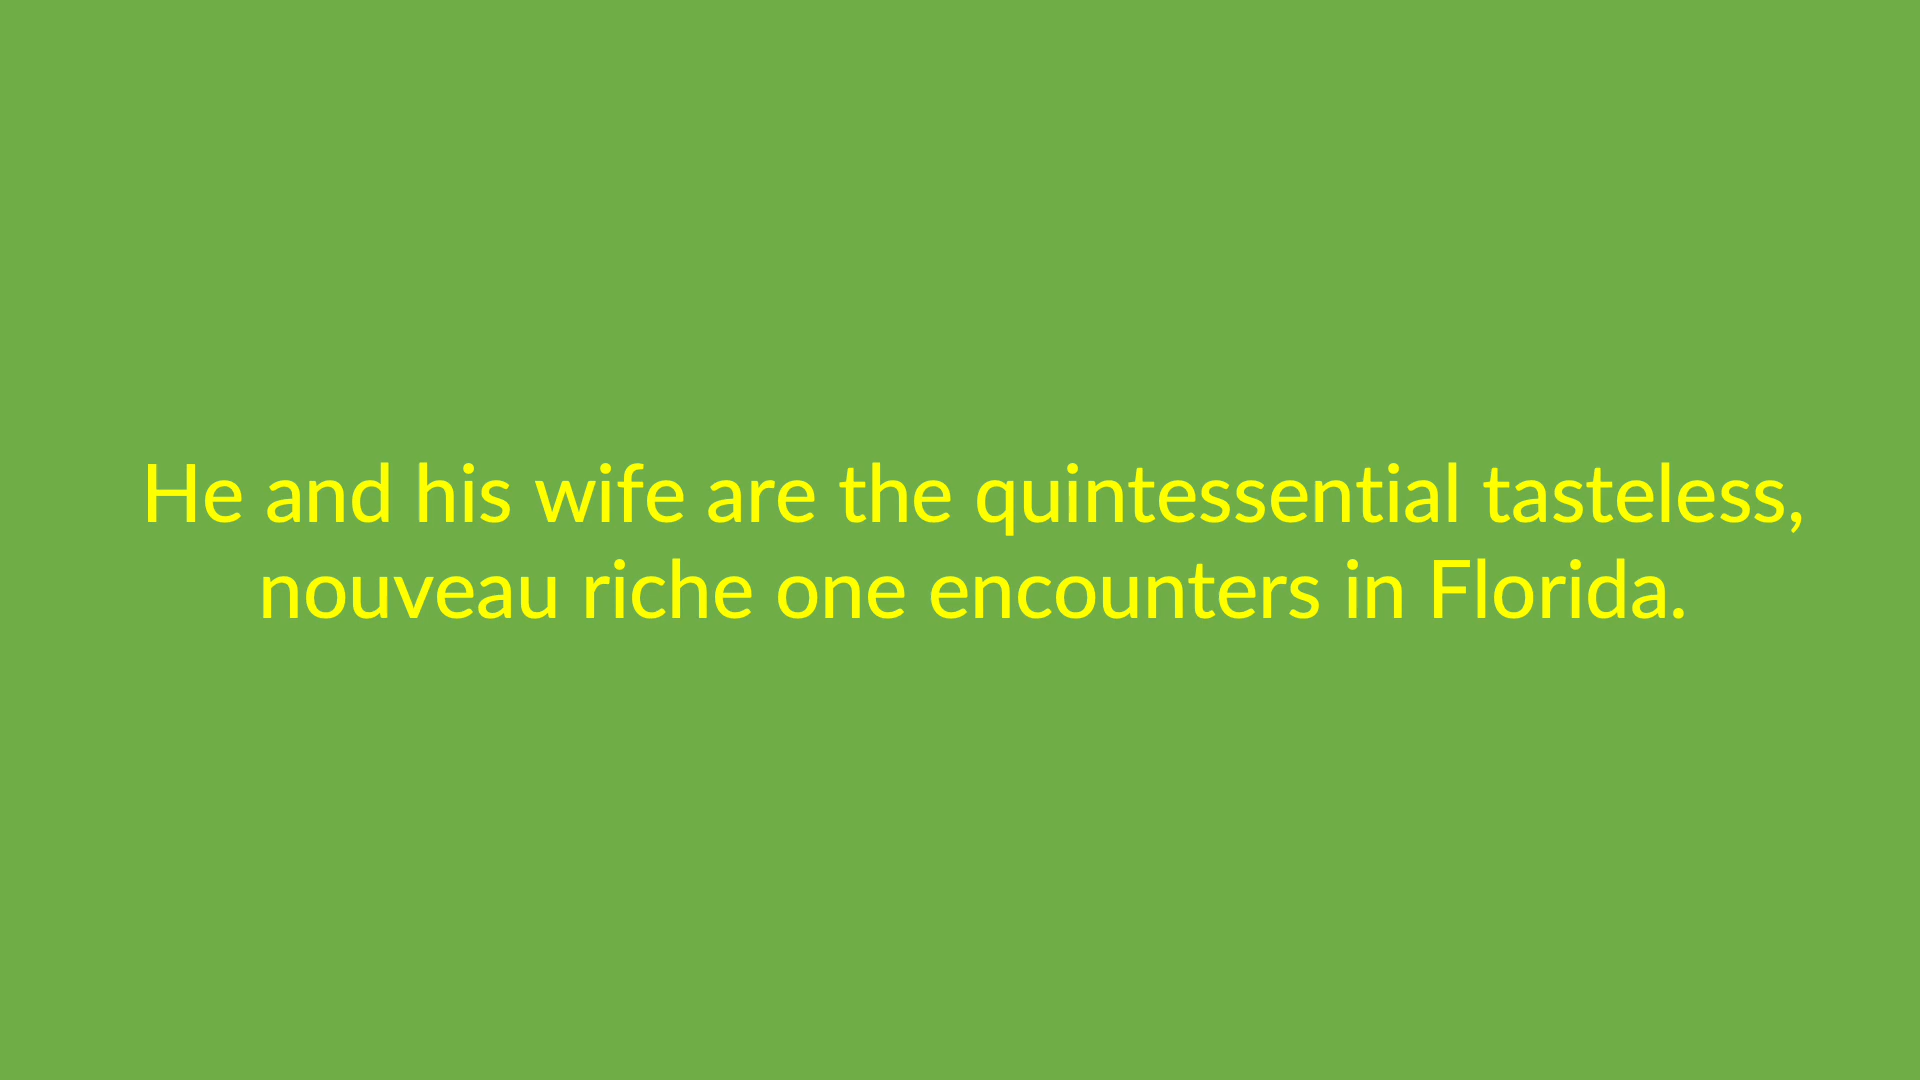 He and his wife are the quintessential tasteless,
nouveau riche one encounters in Florida.